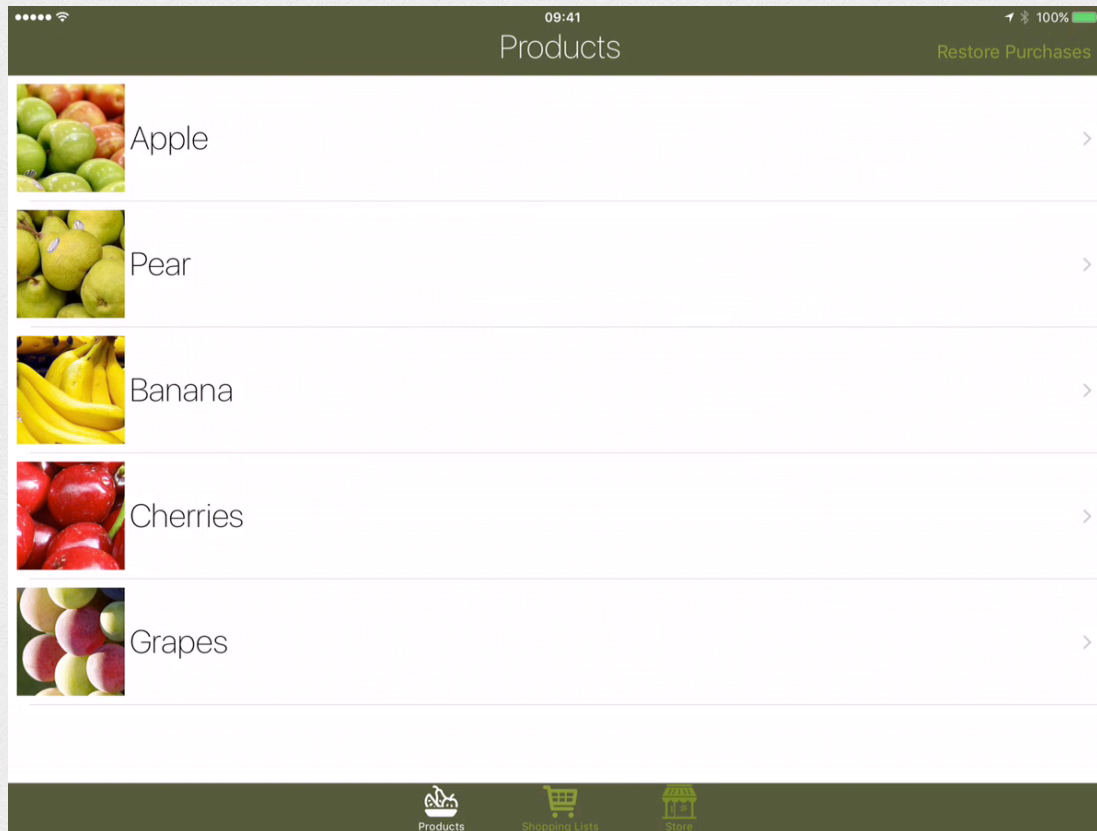 09:41
100%
Products
Restore Purchases
Apple
Pear
Banana
Cherries
Grapes
Products
Shopping Lists
Store